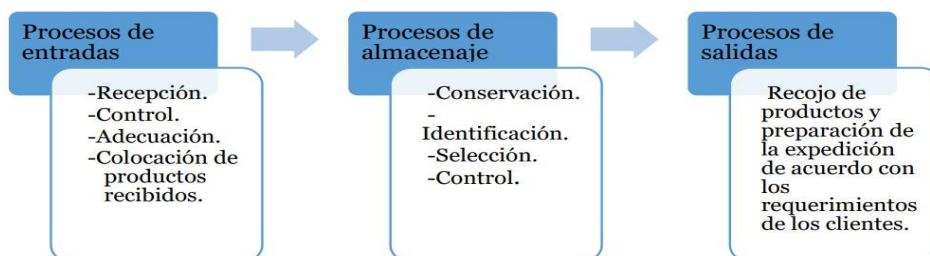 Procesos de
entradas
-Recepción.
-Control.
-Adecuación.
-Colocación de
productos
recibidos.
Procesos de
almacenaje
-Conservación.
-
Identificación.
-Selección.
-Control.
Procesos de
salidas
Recojo de
productos y
preparación de
la expedición
de acuerdo con
los
requerimientos
de los clientes.